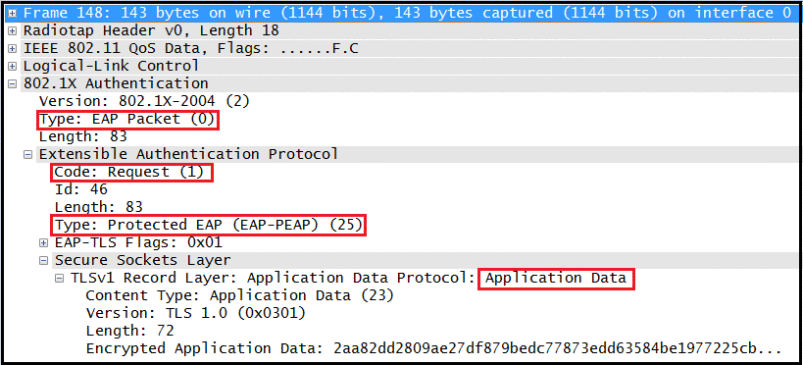 Frame 148: 143 bytes on wire (1144 bits), 143 bytes captured (1144 bits) on interface 0
Radiotap Header v0, Length 18
IEEE 802.11 QoS Data, Flags: ......F.C
Logical-Link Control
802.1X Authentication
Version: 802.1X-2004 (2)
Type: EAP Packet (0)
Length: 83
Extensible Authentication Protocol
Code: Request (1)
Id: 46
Length: 83
Type: Protected EAP (EAP-PEAP) (25)
EAP-TLS Flags: 0x01
Secure Sockets Layer
TLSv1 Record Layer: Application Data Protocol: Application Data
Content Type: Application Data (23)
Version: TLS 1.0 (0x0301)
Length: 72
Encrypted Application Data: 2aa82dd2809ae27df879bedc77873edd63584be1977225cb...